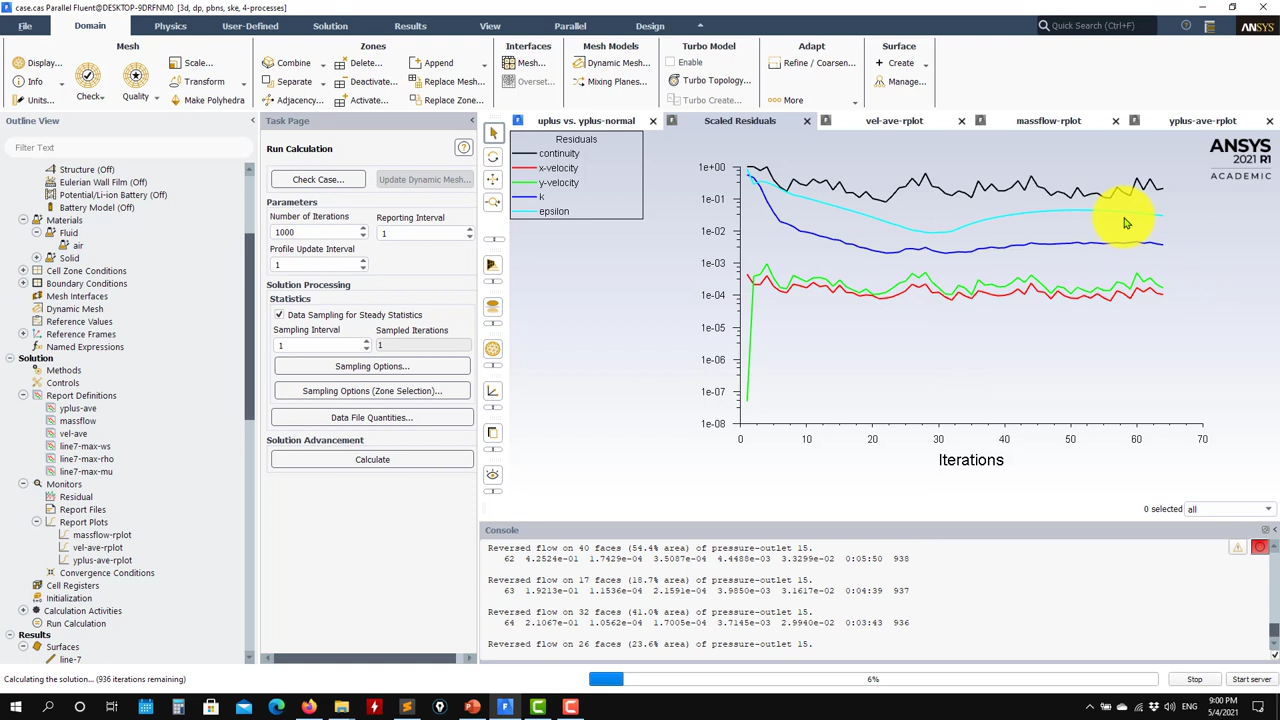 case.cas Parallel Fluent@DESKTOP-9DRFNM0 [3d, dp, pbns, ske, 4-processes]
File
Domain
Physics
User-Defined
Solution
Results
View
Parallel
Design
Quick Search (Ctrl+F)
ANSYS
Mesh
Zones
Interfaces
Mesh Models
Turbo Model
Adapt
Surface
Display...
Info
Units...
Check
Quality
Scale...
Transform
Make Polyhedra
Combine
Separate
Adjacency...
Delete...
Deactivate...
Activate...
Append
Replace Mesh...
Replace Zone...
Mesh...
Overset...
Dynamic Mesh...
Mixing Planes...
Enable
Turbo Topology...
Turbo Create...
Refine / Coarsen...
More
Create
Manage...
Outline View
Filter Text
Structure (Off)
Eulerian Wall Film (Off)
Potential/Li-ion Battery (Off)
Battery Model (Off)
Materials
Fluid
air
Solid
Cell Zone Conditions
Boundary Conditions
Mesh Interfaces
Dynamic Mesh
Reference Values
Reference Frames
Named Expressions
Solution
Methods
Controls
Report Definitions
yplus-ave
massflow
vel-ave
line7-max-ws
line7-max-rho
line7-max-mu
Monitors
Residual
Report Files
Report Plots
massflow-rplot
vel-ave-rplot
yplus-ave-rplot
Convergence Conditions
Cell Registers
Initialization
Calculation Activities
Run Calculation
Results
Surfaces
line-7
Task Page
Run Calculation
?
Check Case...
Update Dynamic Mesh...
Parameters
Number of Iterations
1000
Reporting Interval
1
Profile Update Interval
1
Solution Processing
Statistics
Data Sampling for Steady Statistics
Sampling Interval
1
Sampled Iterations
1
Sampling Options...
Sampling Options (Zone Selection)...
Data File Quantities...
Solution Advancement
Calculate
uplus vs. yplus-normal
Scaled Residuals
vel-ave-rplot
massflow-rplot
yplus-ave-rplot
Residuals
continuity
x-velocity
y-velocity
k
epsilon
ANSYS
2021 R1
ACADEMIC
1e+00
1e-01
1e-02
1e-03
1e-04
1e-05
1e-06
1e-07
1e-08
0 10 20 30 40 50 60 70
Iterations
0 selected all
Console
Reversed flow on 40 faces (54.4% area) of pressure-outlet 15.
62 4.2524e-01 1.7429e-04 3.5087e-04 4.4488e-03 3.3299e-02 0:05:50 938
Reversed flow on 17 faces (18.7% area) of pressure-outlet 15.
63 1.9213e-01 1.1536e-04 2.1591e-04 3.9850e-03 3.1617e-02 0:04:39 937
Reversed flow on 32 faces (41.0% area) of pressure-outlet 15.
64 2.1067e-01 1.0562e-04 1.7005e-04 3.7145e-03 2.9940e-02 0:03:43 936
Reversed flow on 26 faces (23.6% area) of pressure-outlet 15.
Calculating the solution... (936 iterations remaining)
6%
Stop
Start server
ENG
9:00 PM
5/4/2021